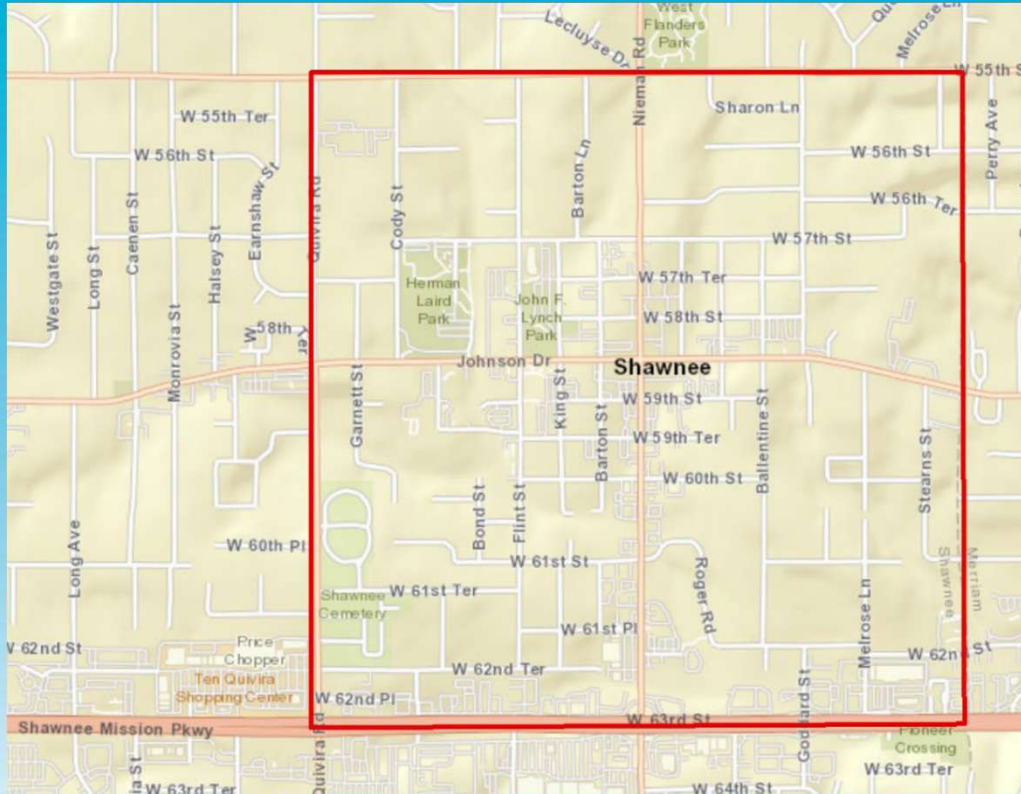 West
Flanders
Park
Lecluyse Dr
Nieman Rd
Melrose Ln
W 55th S
W 55th Ter
Sharon Ln
Perry Ave
W 56th St
W 56th St
Earnshaw St
Barton Ln
Quivira Rd
Cody St
W 56th Ter
Westgate St
Long St
Caenen St
Halsey St
W 57th St
Monrovia St
Herman
Laird
Park
W 57th Ter
John F.
Lynch
Park
W 58th St
W 58th Ter
Johnson Dr
Shawnee
Garnett St
King St
W 59th St
Barton St
W 59th Ter
Ballentine St
W 60th St
Stearns St
Bond St
Flint St
Long Ave
W 60th Pl
W 61st St
Roger Rd
Shawnee
Merriam
W 61st Ter
Shawnee
Cemetery
Melrose Ln
W 61st Pl
W 62nd St
Price
Chopper
W 62nd St
W 62nd Ter
Ten Quivira
Shopping Center
W 62nd Pl
Goddard St
W 63rd St
Shawnee Mission Pkwy
Quivira Rd
Pioneer
Crossing
ia St
W 63rd Ter
W 63rd Ter
W 64th St